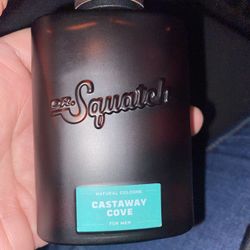 Dr. Squatch
NATURAL COLOGNE
CASTAWAY
COVE
FOR MEN